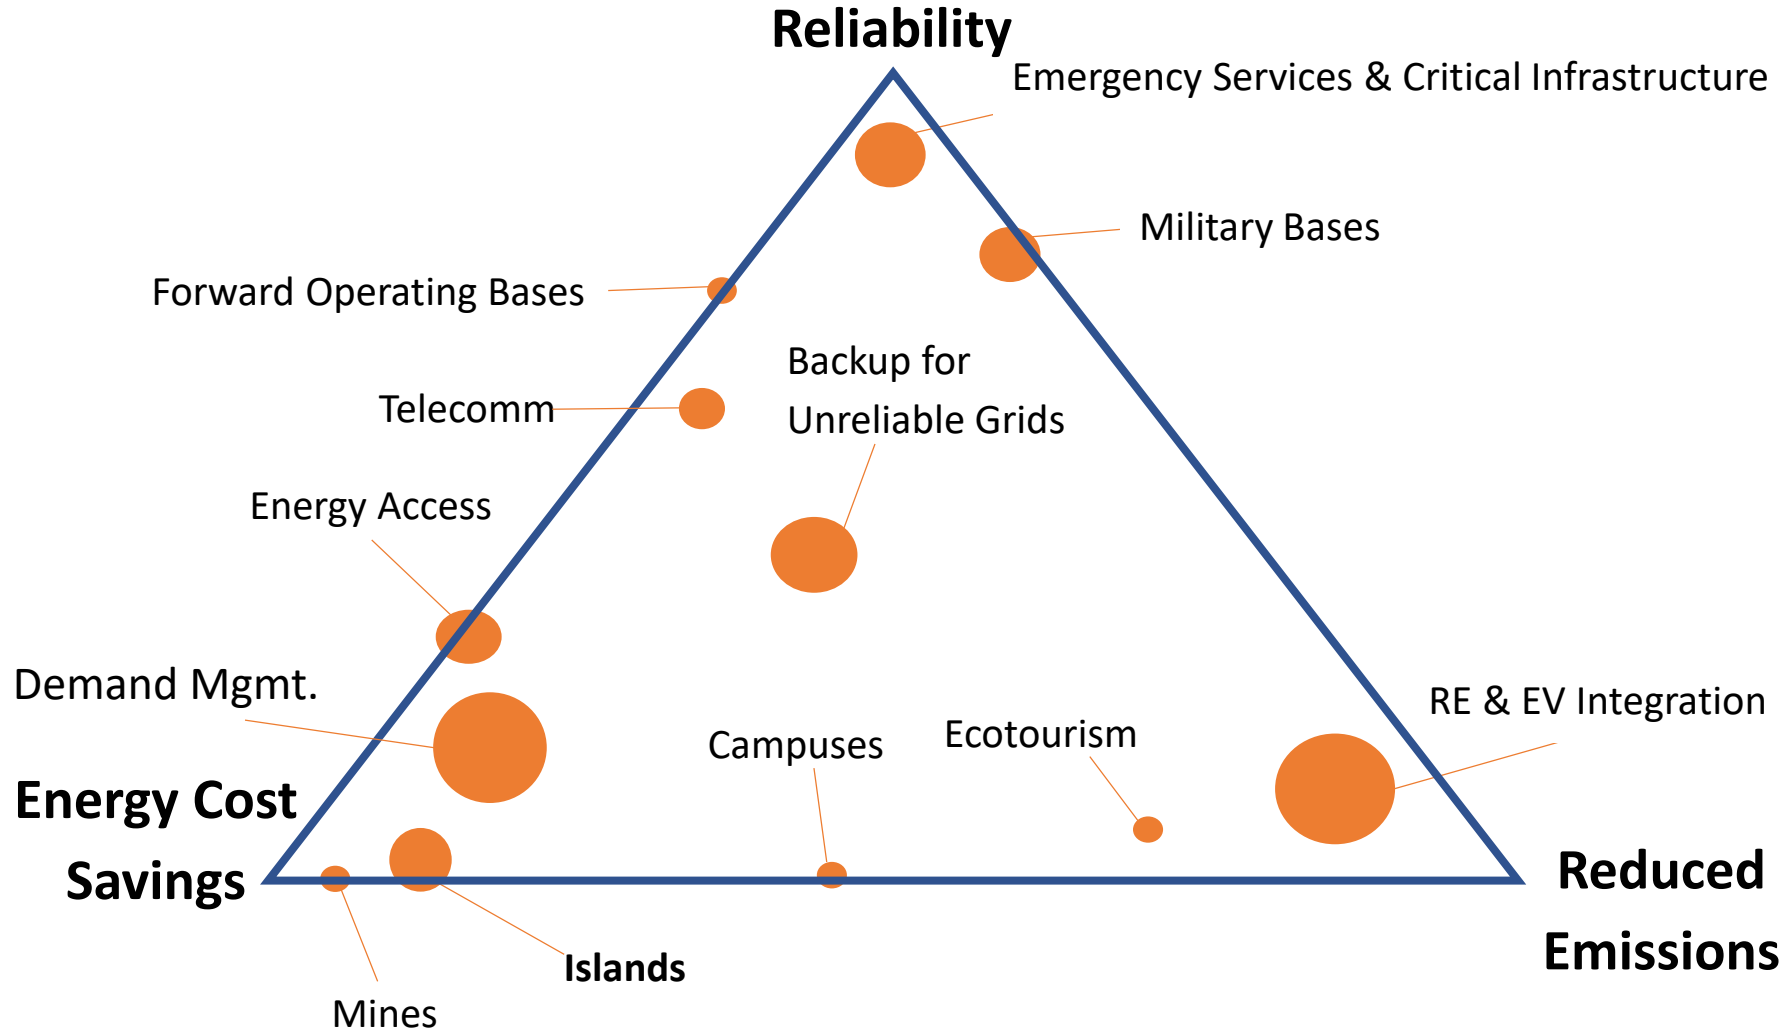 Reliability
Emergency Services & Critical Infrastructure
Military Bases
Forward Operating Bases
Backup for
Unreliable Grids
Telecomm
Energy Access
Demand Mgmt.
RE & EV Integration
Ecotourism
Campuses
Energy Cost
Savings
Reduced
Emissions
Islands
Mines